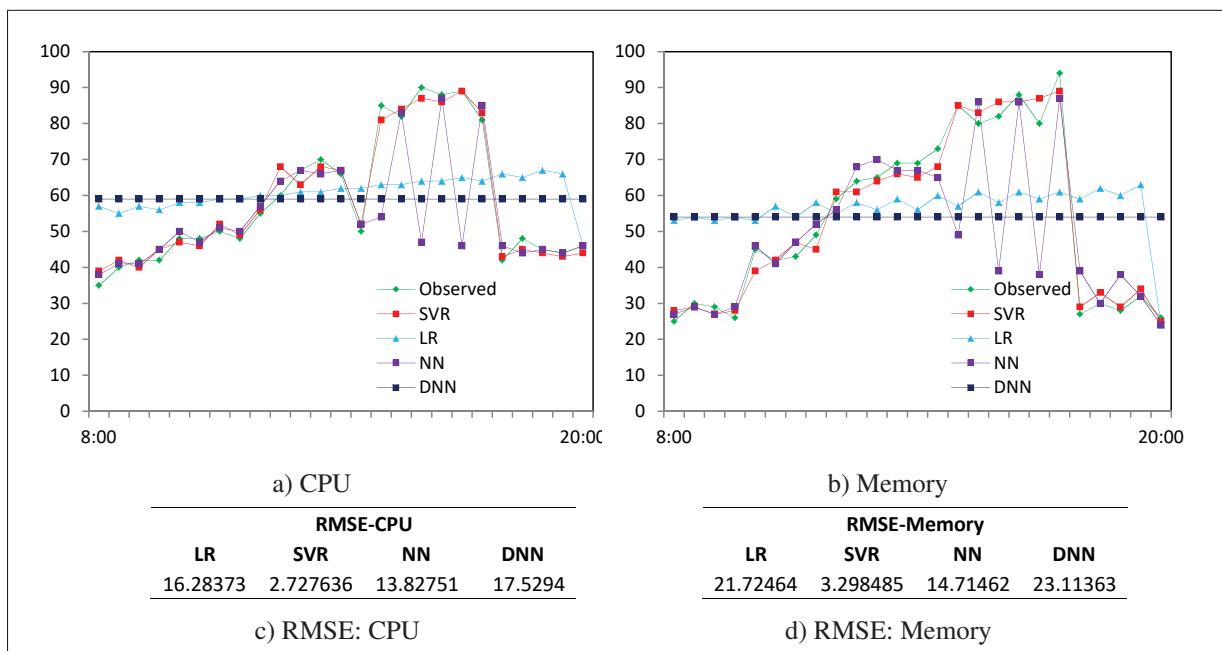 100
90
80
70
60
50
40
30
20
10
0
Observed
SVR
LR
NN
DNN
8:00
20:00
a) CPU
100
90
80
70
60
50
40
30
20
10
0
Observed
SVR
LR
NN
DNN
8:00
20:00
b) Memory
RMSE-CPU
LR SVR NN DNN
16.28373 2.727636 13.82751 17.5294
c) RMSE: CPU
RMSE-Memory
LR SVR NN DNN
21.72464 3.298485 14.71462 23.11363
d) RMSE: Memory